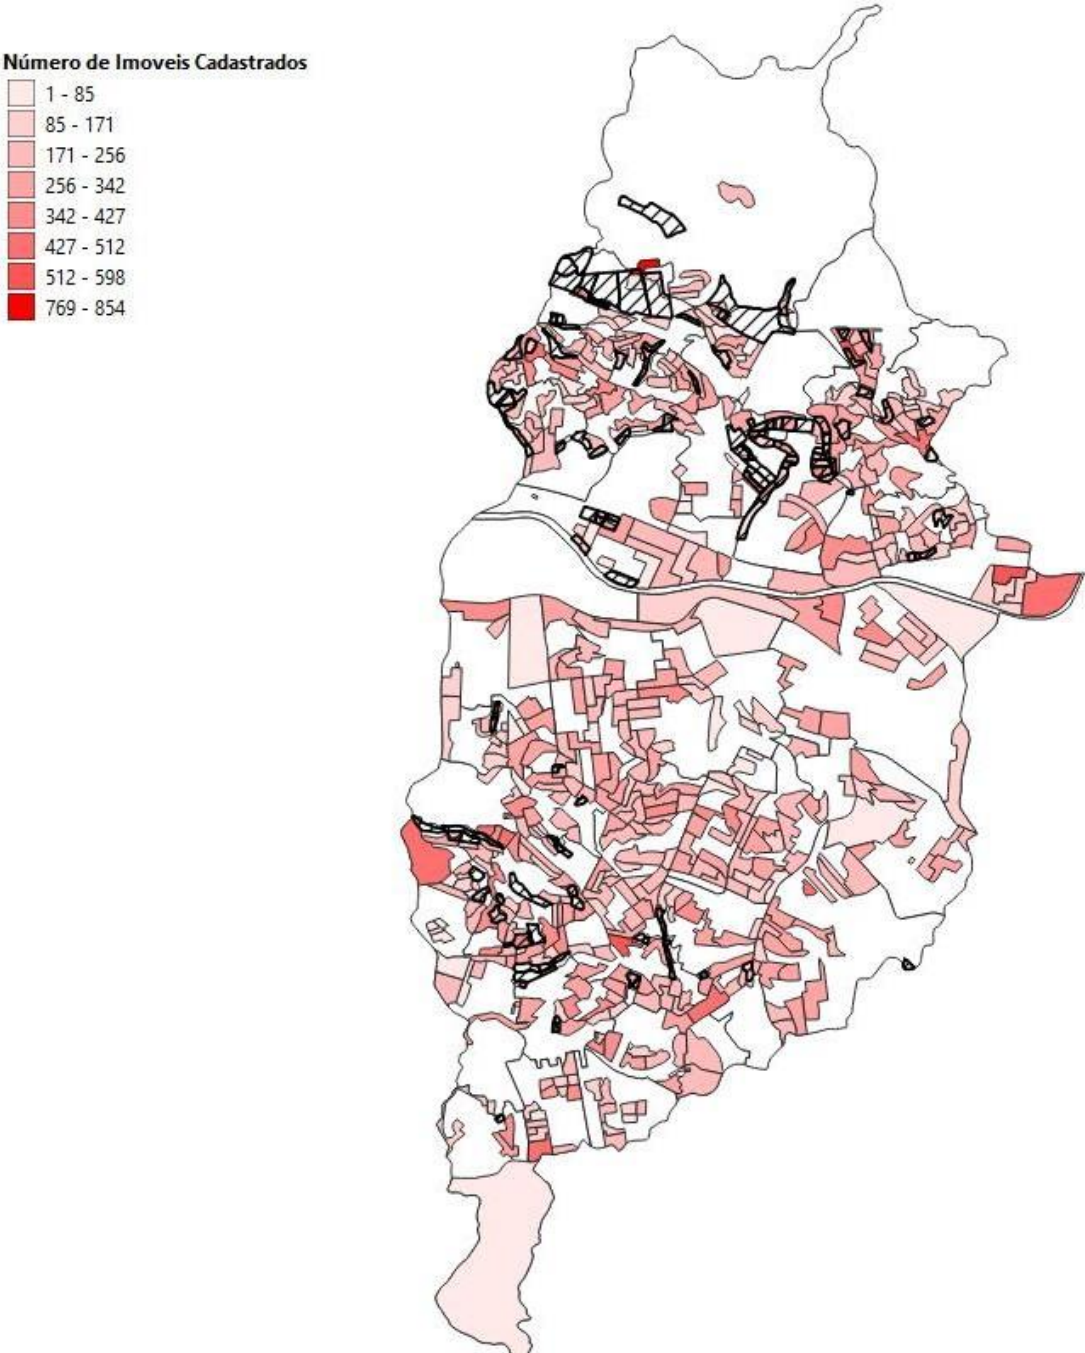 Número de Imoveis Cadastrados
1 - 85
85 - 171
171 - 256
256 - 342
342 - 427
427 - 512
512 - 598
769 - 854